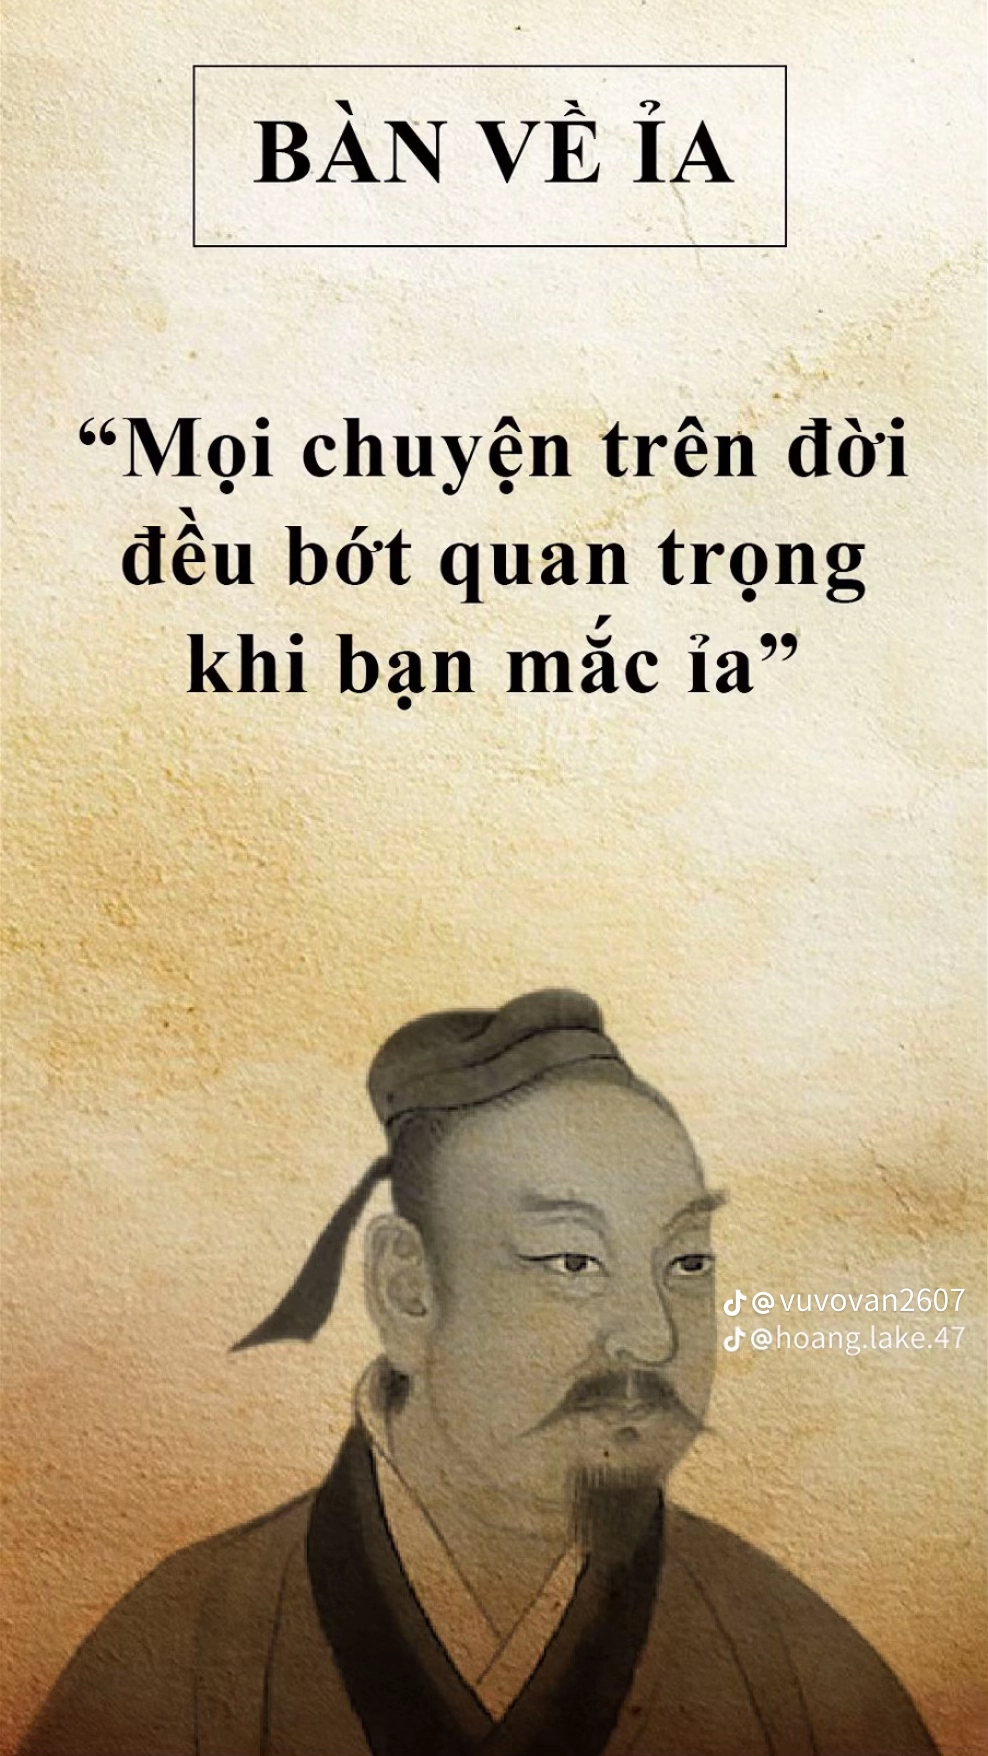 BÀN VỀ ỈA
“Mọi chuyện trên đời
đều bớt quan trọng
khi bạn mắc ỉa”
@vuvovan2607
@hoang.lake.47